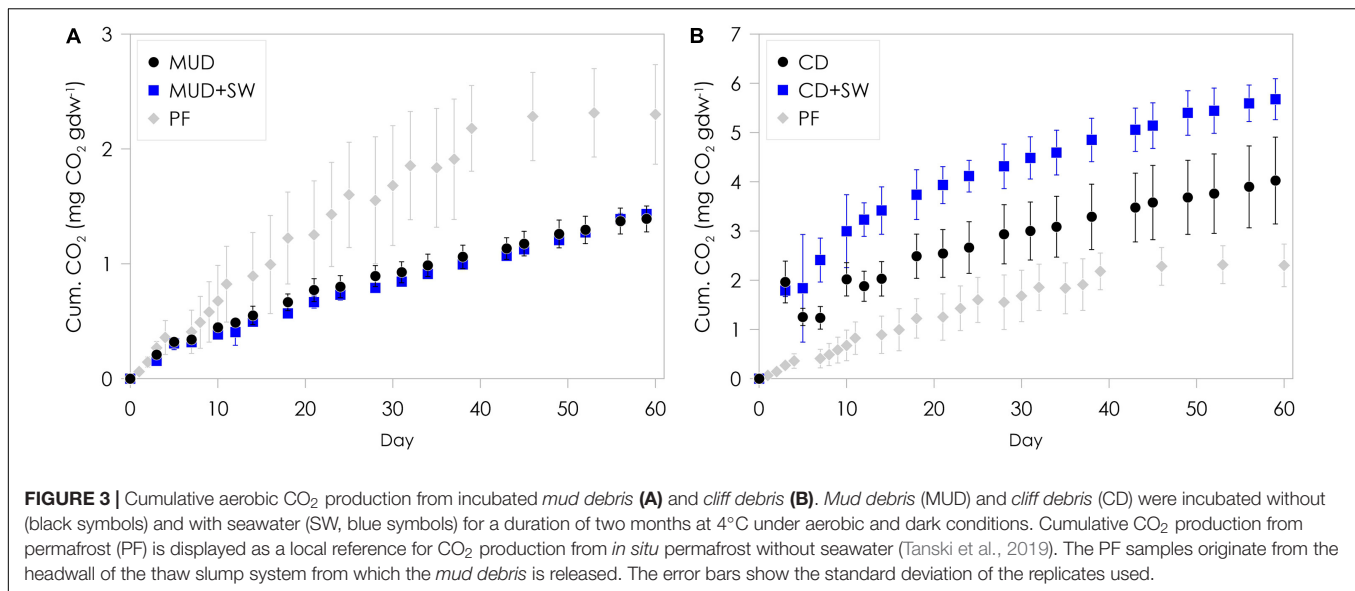 A
MUD
MUD+SW
PF
Cum. CO₂ (mg CO₂ gdw⁻¹)
3
2
1
0
0 10 20 30 40 50 60
Day
B
CD
CD+SW
PF
Cum. CO₂ (mg CO₂ gdw⁻¹)
7
6
5
4
3
2
1
0
0 10 20 30 40 50 60
Day
FIGURE 3 | Cumulative aerobic CO₂ production from incubated mud debris (A) and cliff debris (B). Mud debris (MUD) and cliff debris (CD) were incubated without
(black symbols) and with seawater (SW, blue symbols) for a duration of two months at 4°C under aerobic and dark conditions. Cumulative CO₂ production from
permafrost (PF) is displayed as a local reference for CO₂ production from in situ permafrost without seawater (Tanski et al., 2019). The PF samples originate from the
headwall of the thaw slump system from which the mud debris is released. The error bars show the standard deviation of the replicates used.